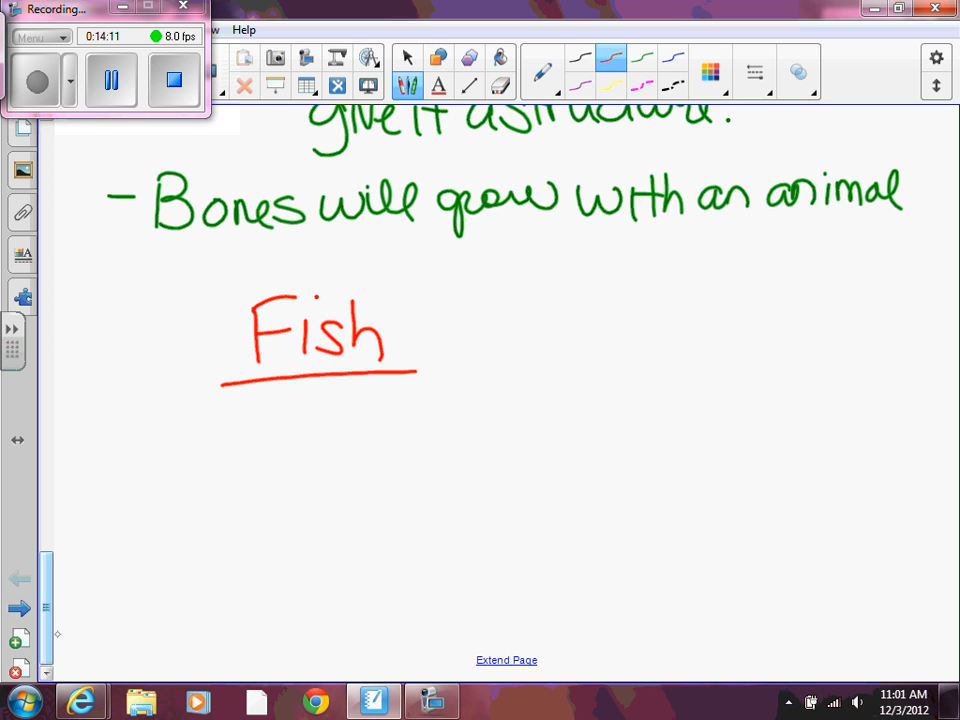 Recording...
Menu
0:14:11
8.0 fps
w Help
give it a structure.
- Bones will grow with an animal
Fish
Extend Page
11:01 AM
12/3/2012